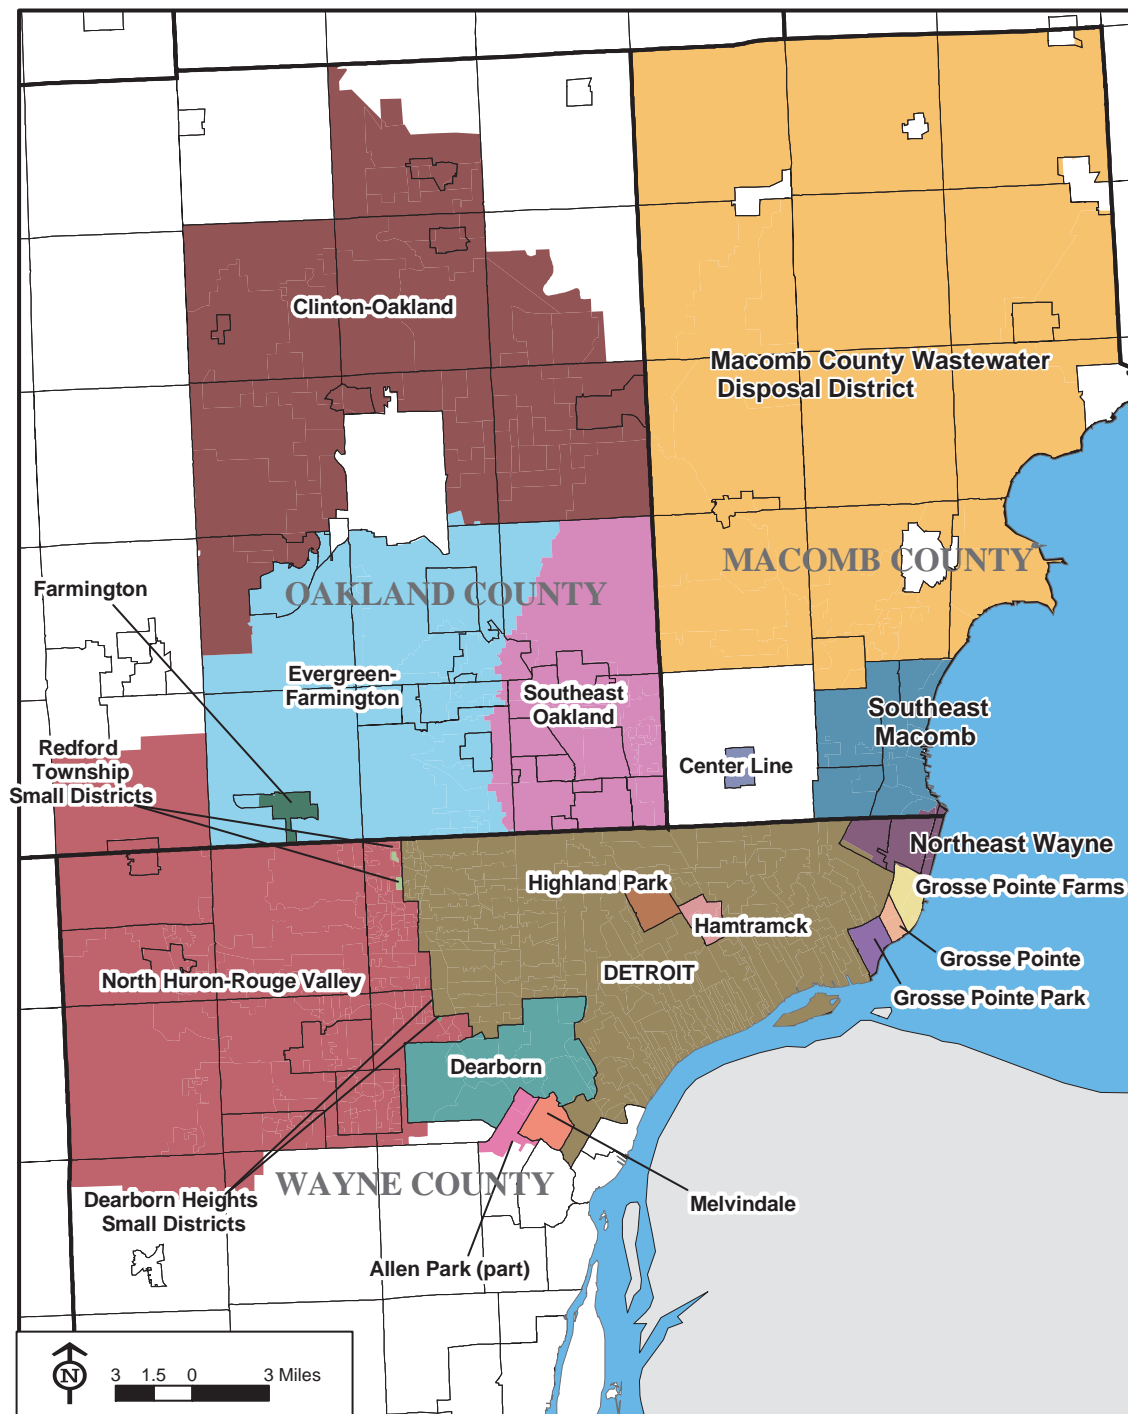 Clinton-Oakland
Macomb County Wastewater
Disposal District
MACOMB COUNTY
OAKLAND COUNTY
Farmington
Evergreen-
Farmington
Southeast
Oakland
Southeast
Macomb
Redford
Township
Small Districts
Center Line
Northeast Wayne
Highland Park
Grosse Pointe Farms
Hamtramck
Grosse Pointe
DETROIT
North Huron-Rouge Valley
Grosse Pointe Park
Dearborn
WAYNE COUNTY
Dearborn Heights
Small Districts
Melvindale
Allen Park (part)
N
3 1.5 0 3 Miles